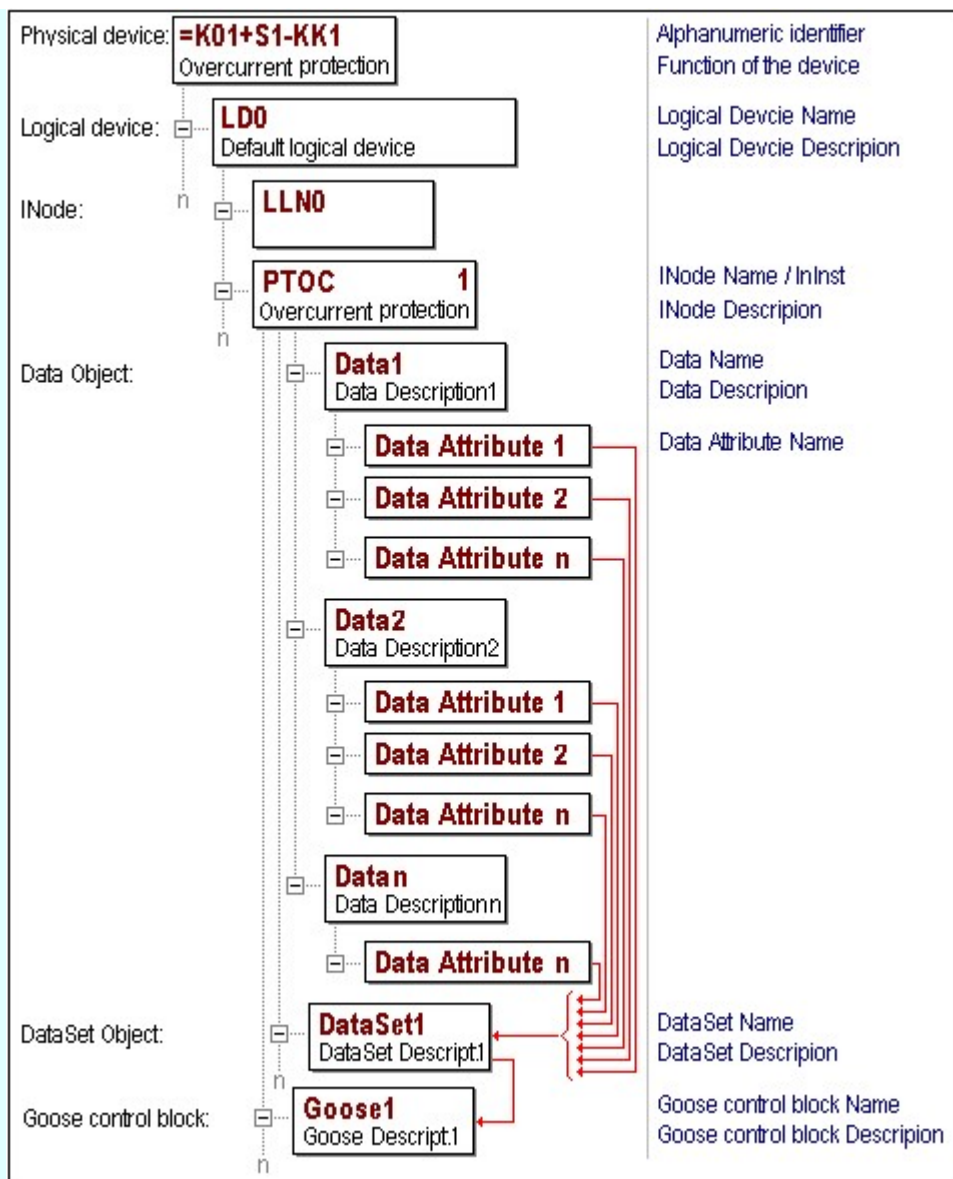 Physical device: =K01+S1-KK1 Alphanumeric identifier
Overcurrent protection Function of the device
Logical device: LD0 Logical Devcie Name
Default logical device Logical Devcie Descripion
n
lNode: LLN0
PTOC 1 lNode Name / lnInst
Overcurrent protection lNode Descripion
n
Data Object: Data1 Data Name
Data Description1 Data Descripion
Data Attribute 1 Data Attribute Name
Data Attribute 2
Data Attribute n
Data2
Data Description2
Data Attribute 1
Data Attribute 2
Data Attribute n
Datan
Data Descriptionn
Data Attribute n
DataSet Object: DataSet1 DataSet Name
DataSet Descript.1 DataSet Descripion
n
Goose control block: Goose1 Goose control block Name
Goose Descript.1 Goose control block Descripion
n